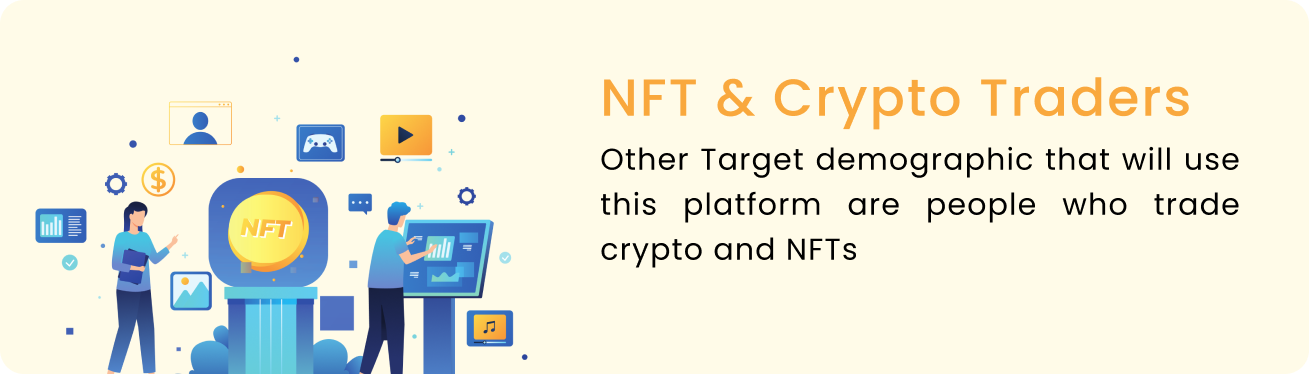 NFT & Crypto Traders
Other Target demographic that will use
this platform are people who trade
crypto and NFTs
NFT
$